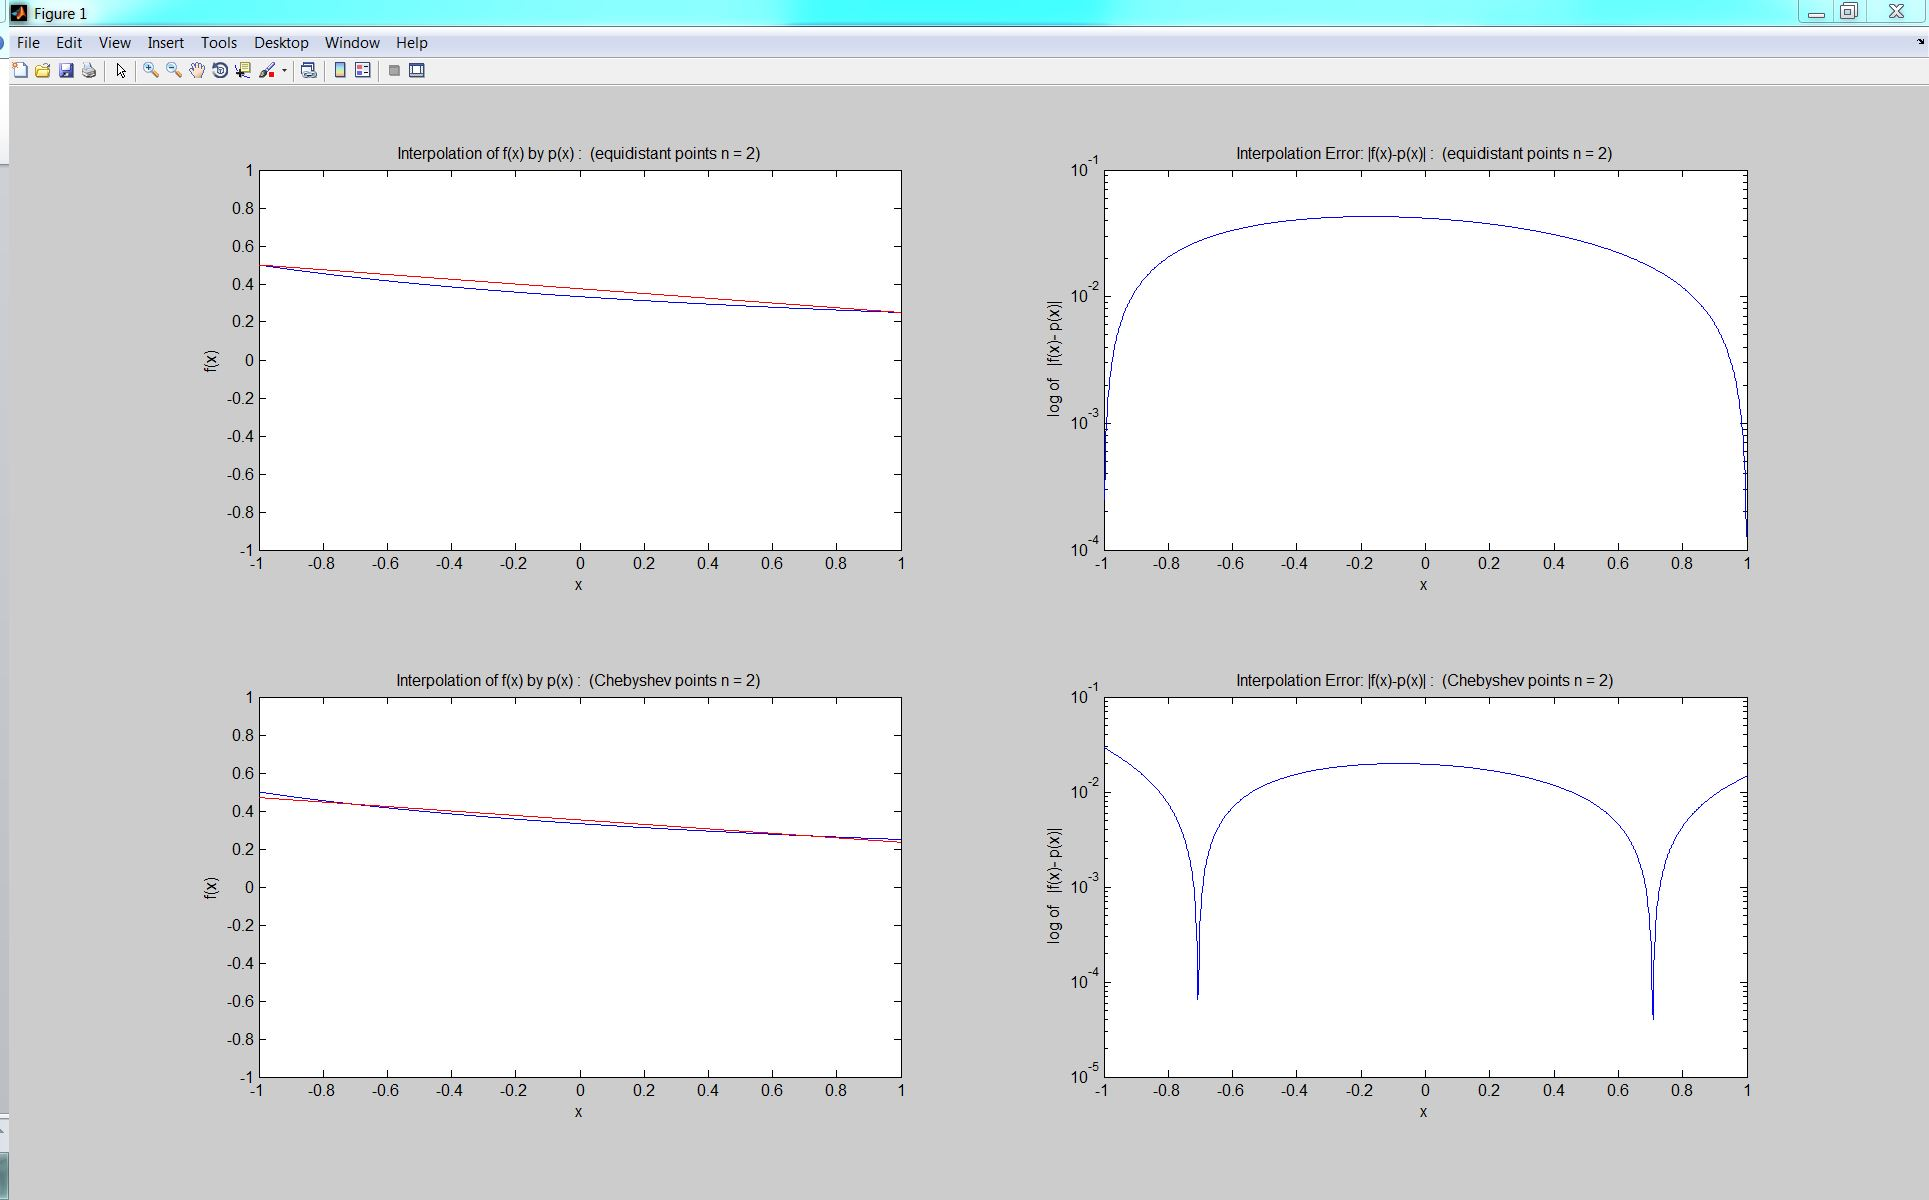 Figure 1
File Edit View Insert Tools Desktop Window Help
Interpolation of f(x) by p(x) : (equidistant points n = 2)
1
0.8
0.6
0.4
0.2
0
-0.2
-0.4
-0.6
-0.8
-1
f(x)
-1 -0.8 -0.6 -0.4 -0.2 0 0.2 0.4 0.6 0.8 1
x
Interpolation Error: |f(x)-p(x)| : (equidistant points n = 2)
10^-1
10^-2
10^-3
10^-4
log of |f(x)- p(x)|
-1 -0.8 -0.6 -0.4 -0.2 0 0.2 0.4 0.6 0.8 1
x
Interpolation of f(x) by p(x) : (Chebyshev points n = 2)
1
0.8
0.6
0.4
0.2
0
-0.2
-0.4
-0.6
-0.8
-1
f(x)
-1 -0.8 -0.6 -0.4 -0.2 0 0.2 0.4 0.6 0.8 1
x
Interpolation Error: |f(x)-p(x)| : (Chebyshev points n = 2)
10^-1
10^-2
10^-3
10^-4
10^-5
log of |f(x)- p(x)|
-1 -0.8 -0.6 -0.4 -0.2 0 0.2 0.4 0.6 0.8 1
x